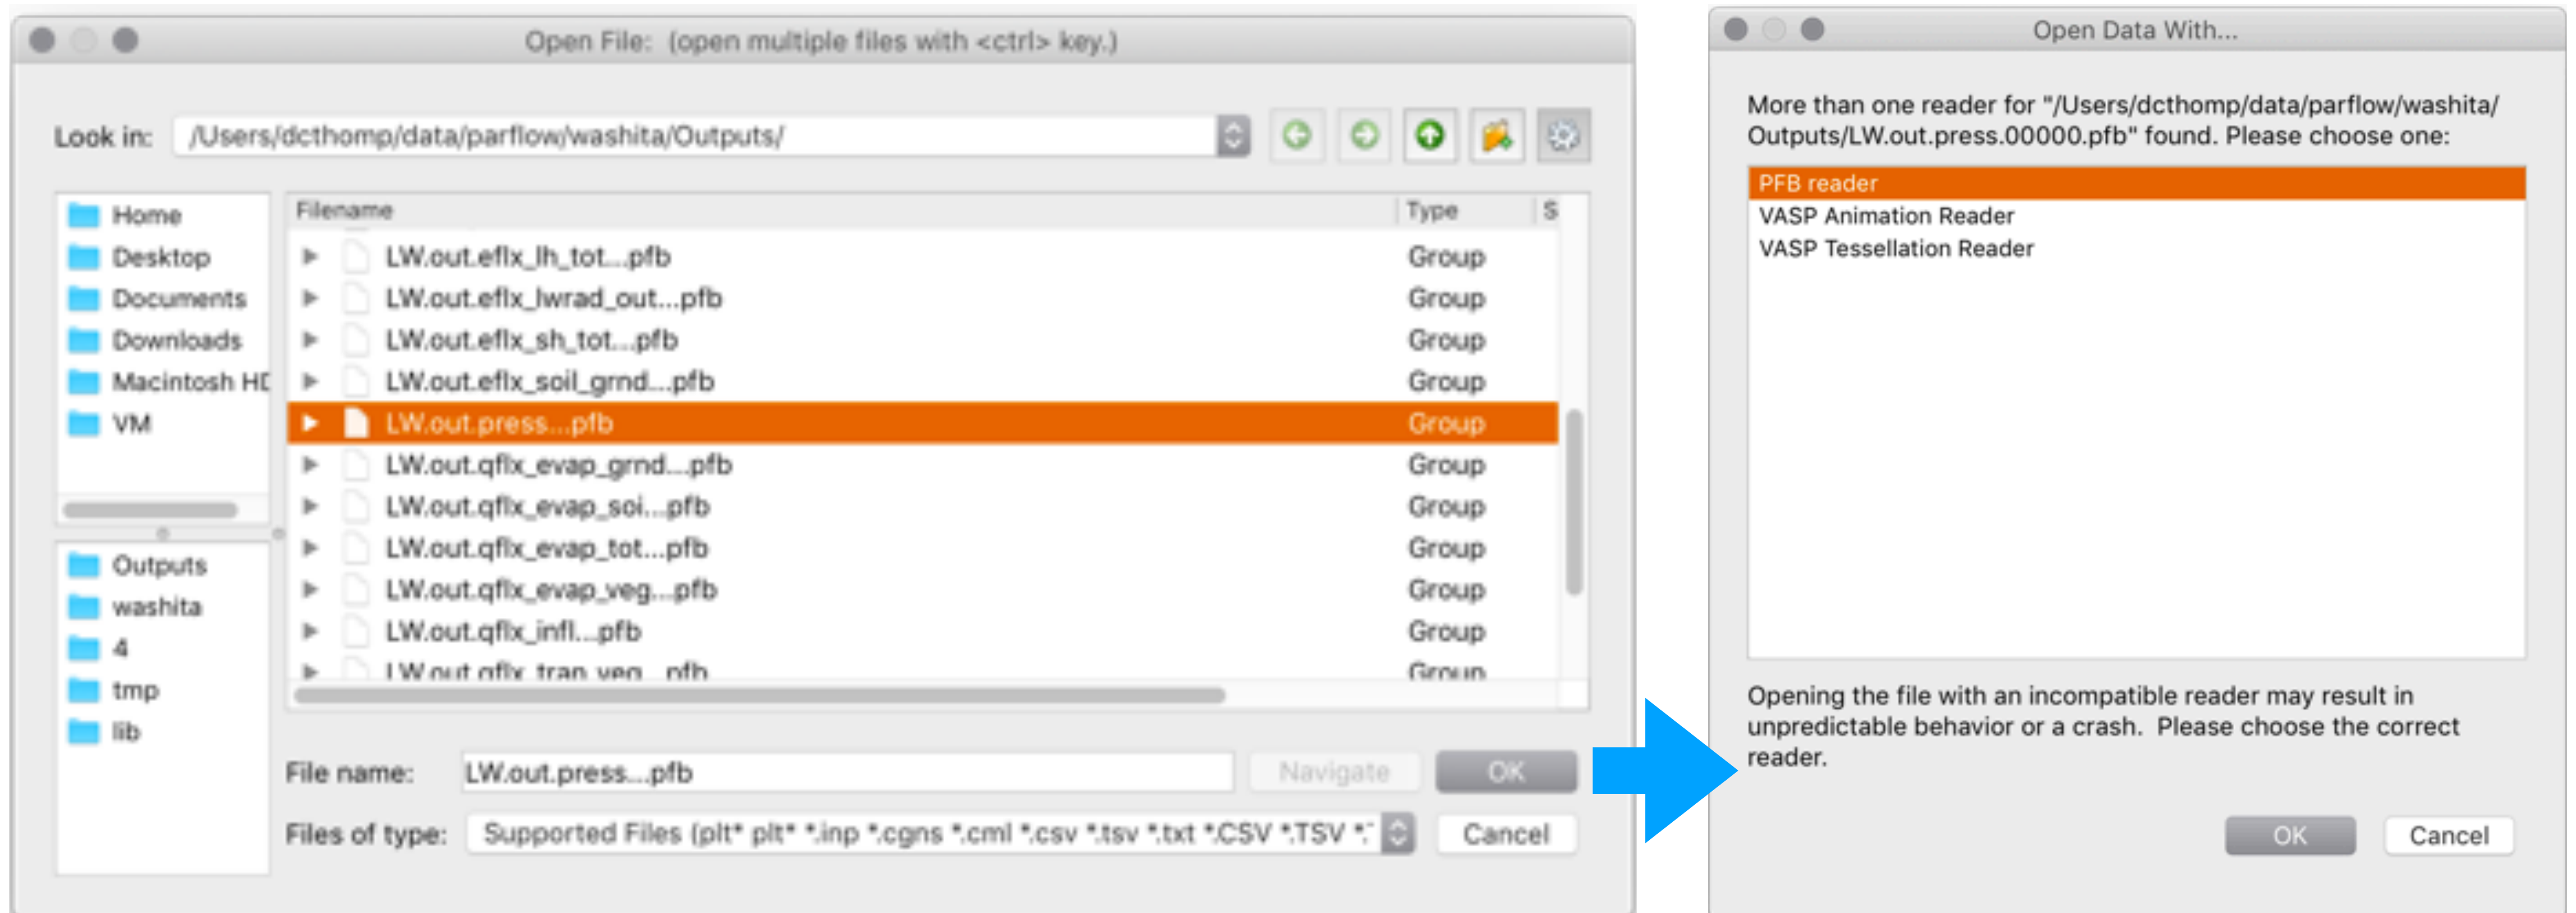 Open File: (open multiple files with <ctrl> key.)
Look in: /Users/dcthomp/data/parflow/washita/Outputs/
Home
Desktop
Documents
Downloads
Macintosh HD
VM
Outputs
washita
4
tmp
lib
Filename Type S
LW.out.eflx_lh_tot...pfb Group
LW.out.eflx_lwrad_out...pfb Group
LW.out.eflx_sh_tot...pfb Group
LW.out.eflx_soil_grnd...pfb Group
LW.out.press...pfb Group
LW.out.qflx_evap_grnd...pfb Group
LW.out.qflx_evap_soi...pfb Group
LW.out.qflx_evap_tot...pfb Group
LW.out.qflx_evap_veg...pfb Group
LW.out.qflx_infl...pfb Group
LW.out.qflx_tran_veg...pfb Group
File name: LW.out.press...pfb Navigate OK
Files of type: Supported Files (plt* plt* *.inp *.cgns *.cml *.csv *.tsv *.txt *.CSV *.TSV *. Cancel
Open Data With...
More than one reader for "/Users/dcthomp/data/parflow/washita/
Outputs/LW.out.press.00000.pfb" found. Please choose one:
PFB reader
VASP Animation Reader
VASP Tessellation Reader
Opening the file with an incompatible reader may result in
unpredictable behavior or a crash. Please choose the correct
reader.
OK Cancel